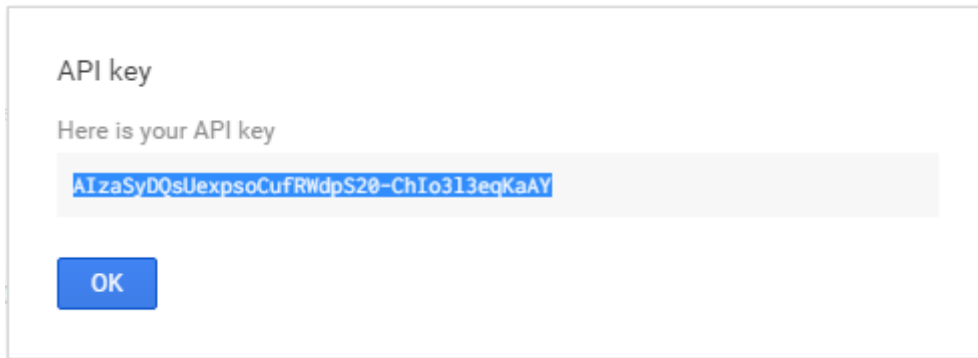 API key
Here is your API key
AIzaSyDQsUexpsoCufRWdpS20-ChIo3l3eqKaAY
OK